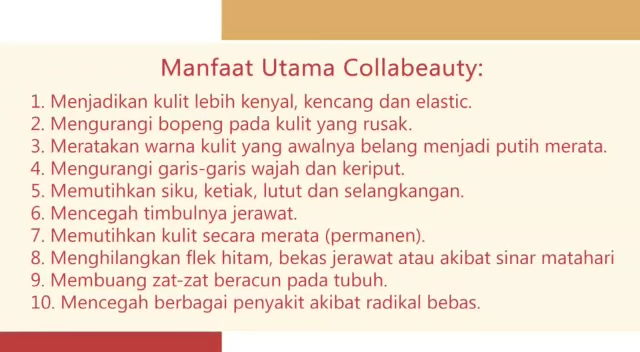 Manfaat Utama Collabeauty:
1. Menjadikan kulit lebih kenyal, kencang dan elastic.
2. Mengurangi bopeng pada kulit yang rusak.
3. Meratakan warna kulit yang awalnya belang menjadi putih merata.
4. Mengurangi garis-garis wajah dan keriput.
5. Memutihkan siku, ketiak, lutut dan selangkangan.
6. Mencegah timbulnya jerawat.
7. Memutihkan kulit secara merata (permanen).
8. Menghilangkan flek hitam, bekas jerawat atau akibat sinar matahari
9. Membuang zat-zat beracun pada tubuh.
10. Mencegah berbagai penyakit akibat radikal bebas.